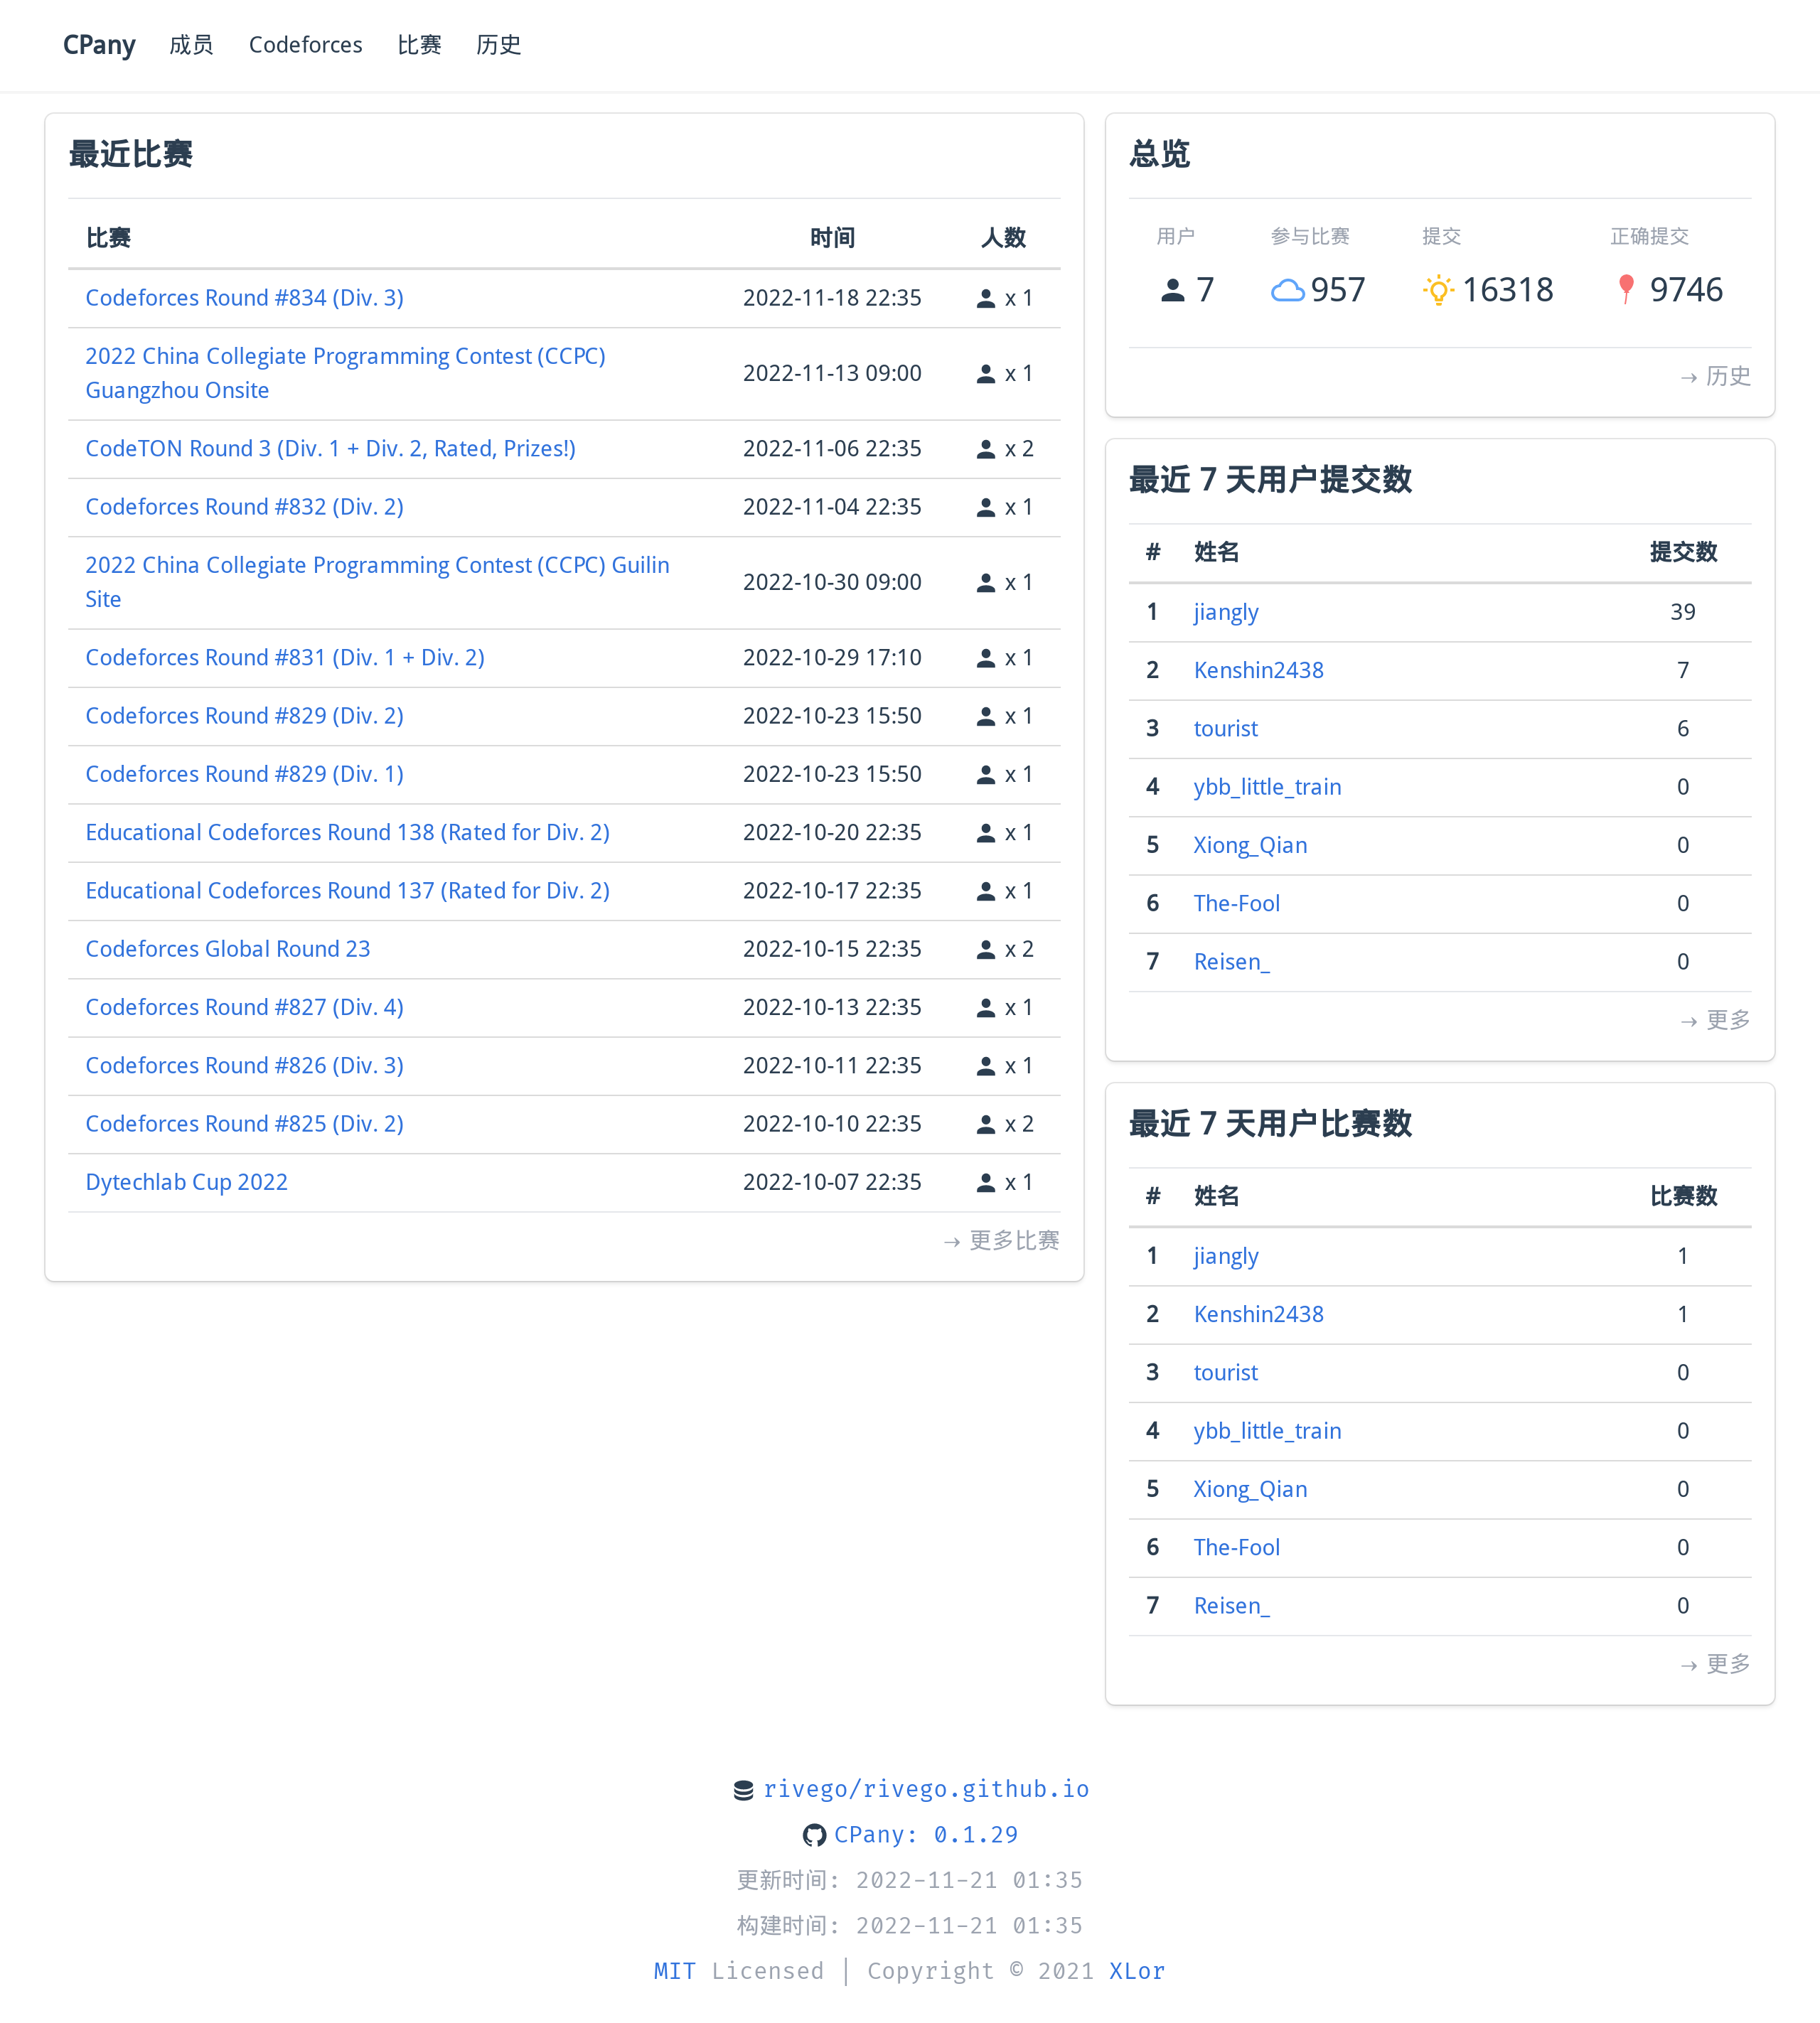 CPany 成员 Codeforces 比赛 历史
最近比赛
比赛 时间 人数
Codeforces Round #834 (Div. 3) 2022-11-18 22:35 x 1
2022 China Collegiate Programming Contest (CCPC)
Guangzhou Onsite 2022-11-13 09:00 x 1
CodeTON Round 3 (Div. 1 + Div. 2, Rated, Prizes!) 2022-11-06 22:35 x 2
Codeforces Round #832 (Div. 2) 2022-11-04 22:35 x 1
2022 China Collegiate Programming Contest (CCPC) Guilin
Site 2022-10-30 09:00 x 1
Codeforces Round #831 (Div. 1 + Div. 2) 2022-10-29 17:10 x 1
Codeforces Round #829 (Div. 2) 2022-10-23 15:50 x 1
Codeforces Round #829 (Div. 1) 2022-10-23 15:50 x 1
Educational Codeforces Round 138 (Rated for Div. 2) 2022-10-20 22:35 x 1
Educational Codeforces Round 137 (Rated for Div. 2) 2022-10-17 22:35 x 1
Codeforces Global Round 23 2022-10-15 22:35 x 2
Codeforces Round #827 (Div. 4) 2022-10-13 22:35 x 1
Codeforces Round #826 (Div. 3) 2022-10-11 22:35 x 1
Codeforces Round #825 (Div. 2) 2022-10-10 22:35 x 2
Dytechlab Cup 2022 2022-10-07 22:35 x 1
→ 更多比赛
总览
用户 参与比赛 提交 正确提交
7 957 16318 9746
→ 历史
最近 7 天用户提交数
# 姓名 提交数
1 jiangly 39
2 Kenshin2438 7
3 tourist 6
4 ybb_little_train 0
5 Xiong_Qian 0
6 The-Fool 0
7 Reisen_ 0
→ 更多
最近 7 天用户比赛数
# 姓名 比赛数
1 jiangly 1
2 Kenshin2438 1
3 tourist 0
4 ybb_little_train 0
5 Xiong_Qian 0
6 The-Fool 0
7 Reisen_ 0
→ 更多
rivego/rivego.github.io
CPany: 0.1.29
更新时间: 2022-11-21 01:35
构建时间: 2022-11-21 01:35
MIT Licensed | Copyright © 2021 XLor